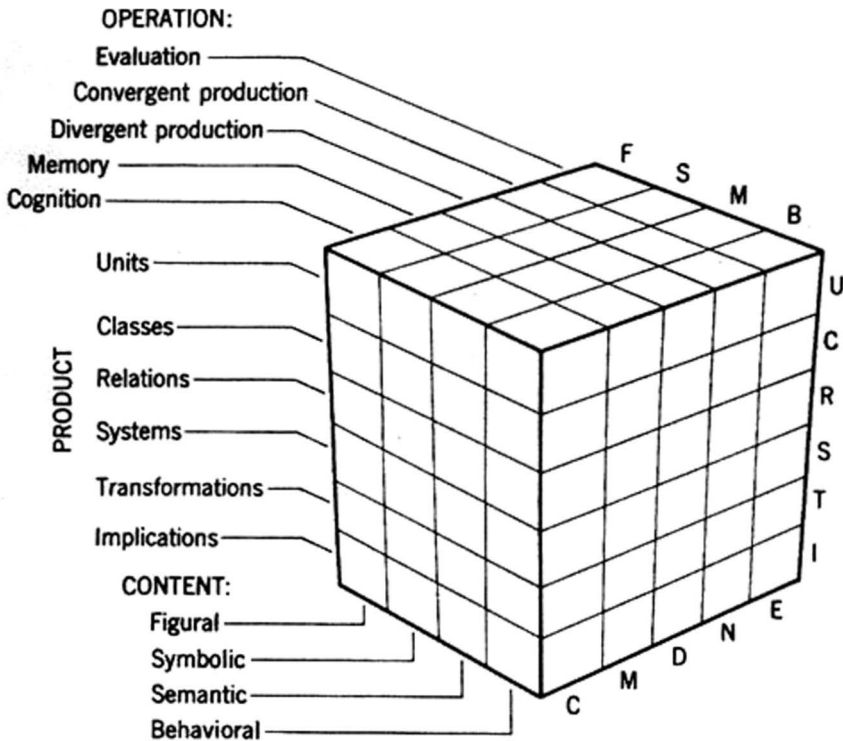 OPERATION:
Evaluation
Convergent production
Divergent production
Memory
Cognition
F
S
M
B
Units
Classes
Relations
Systems
Transformations
Implications
PRODUCT
U
C
R
S
T
I
CONTENT:
Figural
Symbolic
Semantic
Behavioral
C
M
D
N
E